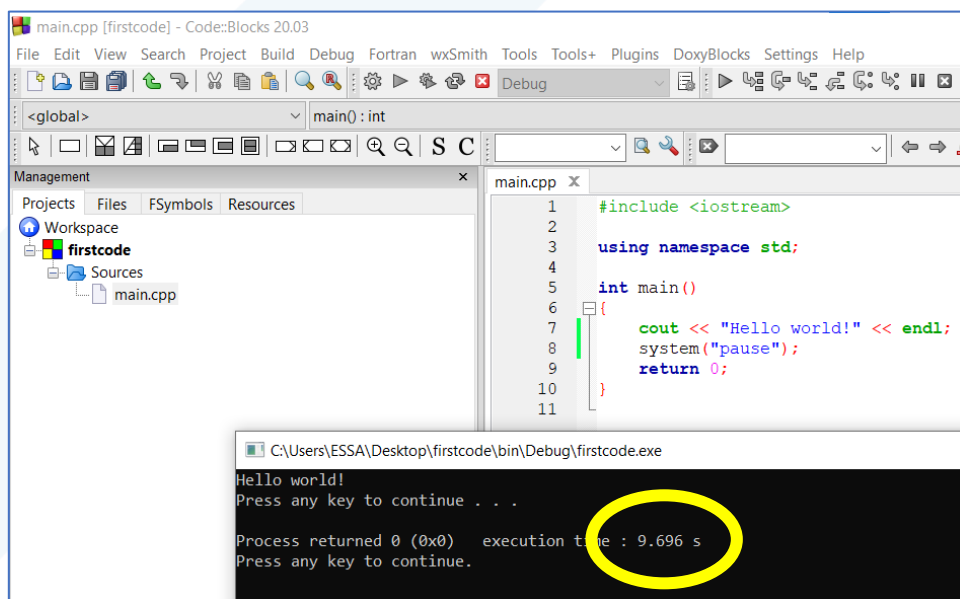 main.cpp [firstcode] - Code::Blocks 20.03
File Edit View Search Project Build Debug Fortran wxSmith Tools Tools+ Plugins DoxyBlocks Settings Help
Debug
<global> main() : int
S C
Management x
main.cpp X
Projects Files FSymbols Resources
Workspace
firstcode
Sources
main.cpp
1 #include <iostream>
2
3 using namespace std;
4
5 int main()
6 {
7 cout << "Hello world!" << endl;
8 system("pause");
9 return 0;
10 }
11
C:\Users\ESSA\Desktop\firstcode\bin\Debug\firstcode.exe
Hello world!
Press any key to continue . . .
Process returned 0 (0x0) execution time : 9.696 s
Press any key to continue.